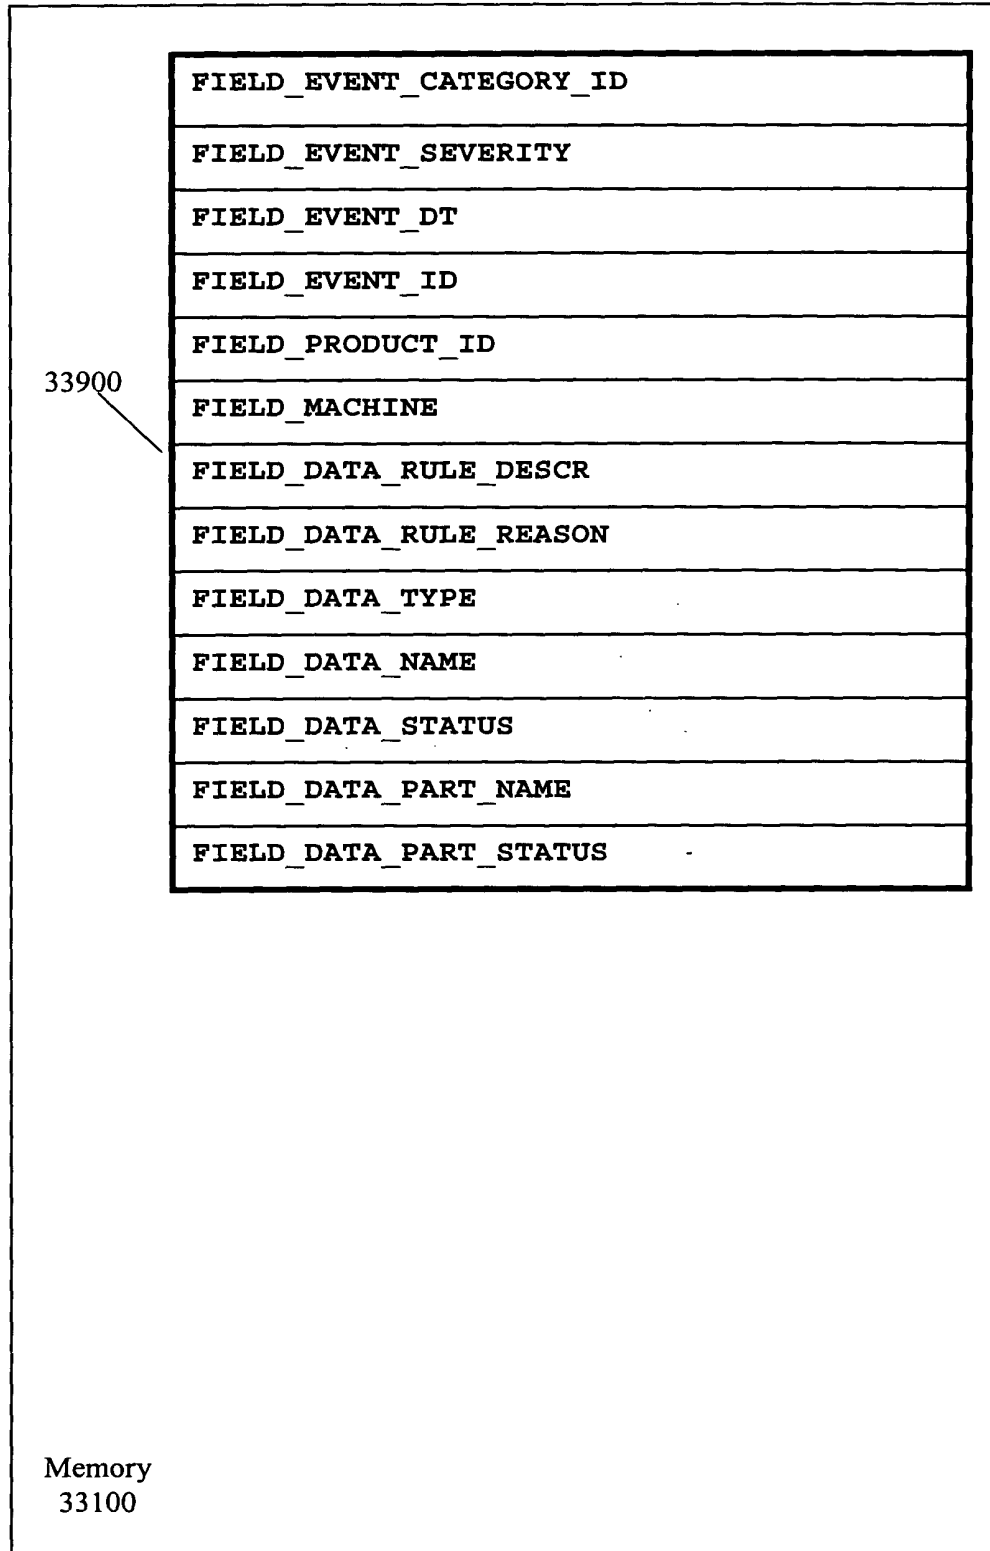 FIELD_EVENT_CATEGORY_ID
FIELD_EVENT_SEVERITY
FIELD_EVENT_DT
FIELD_EVENT_ID
FIELD_PRODUCT_ID
33900
FIELD_MACHINE
FIELD_DATA_RULE_DESCR
FIELD_DATA_RULE_REASON
FIELD_DATA_TYPE
FIELD_DATA_NAME
FIELD_DATA_STATUS
FIELD_DATA_PART_NAME
FIELD_DATA_PART_STATUS
Memory
33100